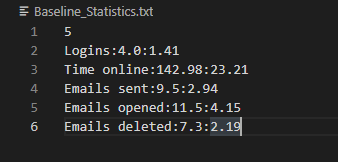 Baseline_Statistics.txt
1 5
2 Logins:4.0:1.41
3 Time online:142.98:23.21
4 Emails sent:9.5:2.94
5 Emails opened:11.5:4.15
6 Emails deleted:7.3:2.19